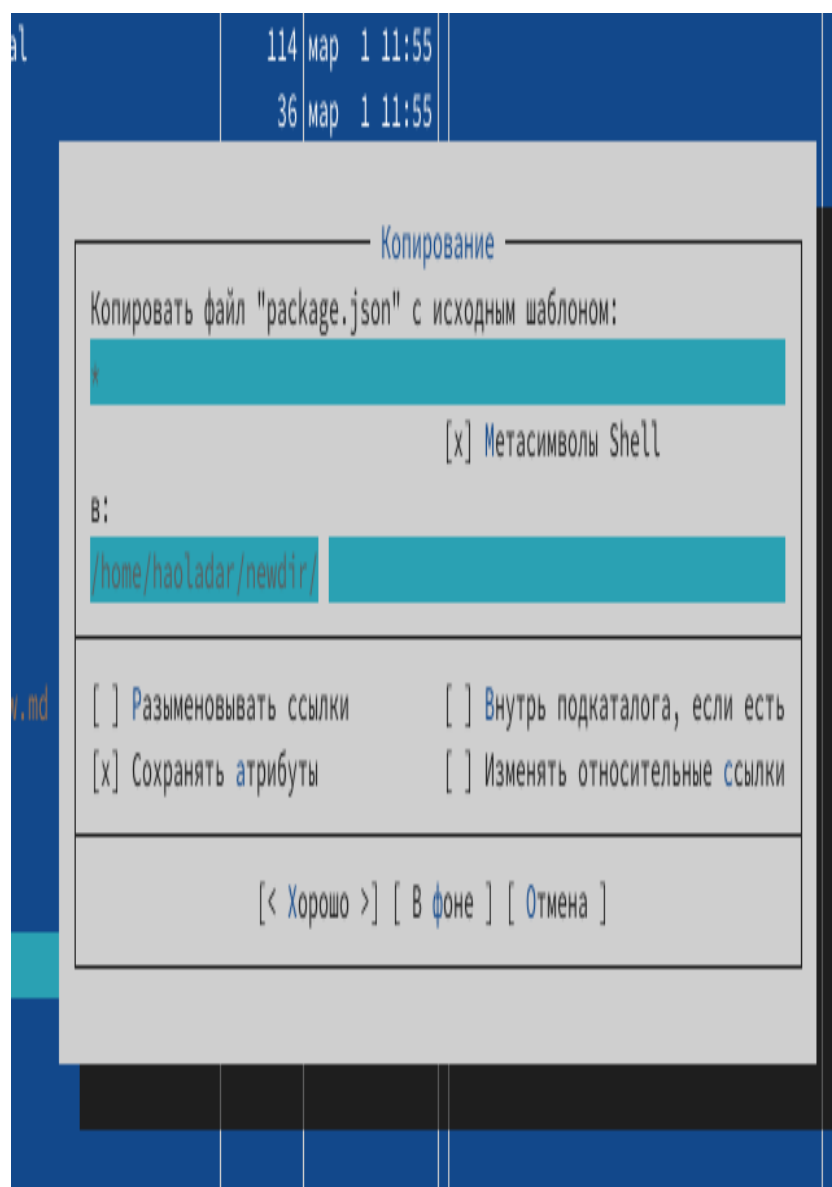 al 114 мар 1 11:55
36 мар 1 11:55
Копирование
Копировать файл "package.json" с исходным шаблоном:
*
[x] Метасимволы Shell
в:
/home/haoladar/newdir/
w.md
[ ] Разыменовывать ссылки [ ] Внутрь подкаталога, если есть
[x] Сохранять атрибуты [ ] Изменять относительные ссылки
[< Хорошо >] [ В фоне ] [ Отмена ]